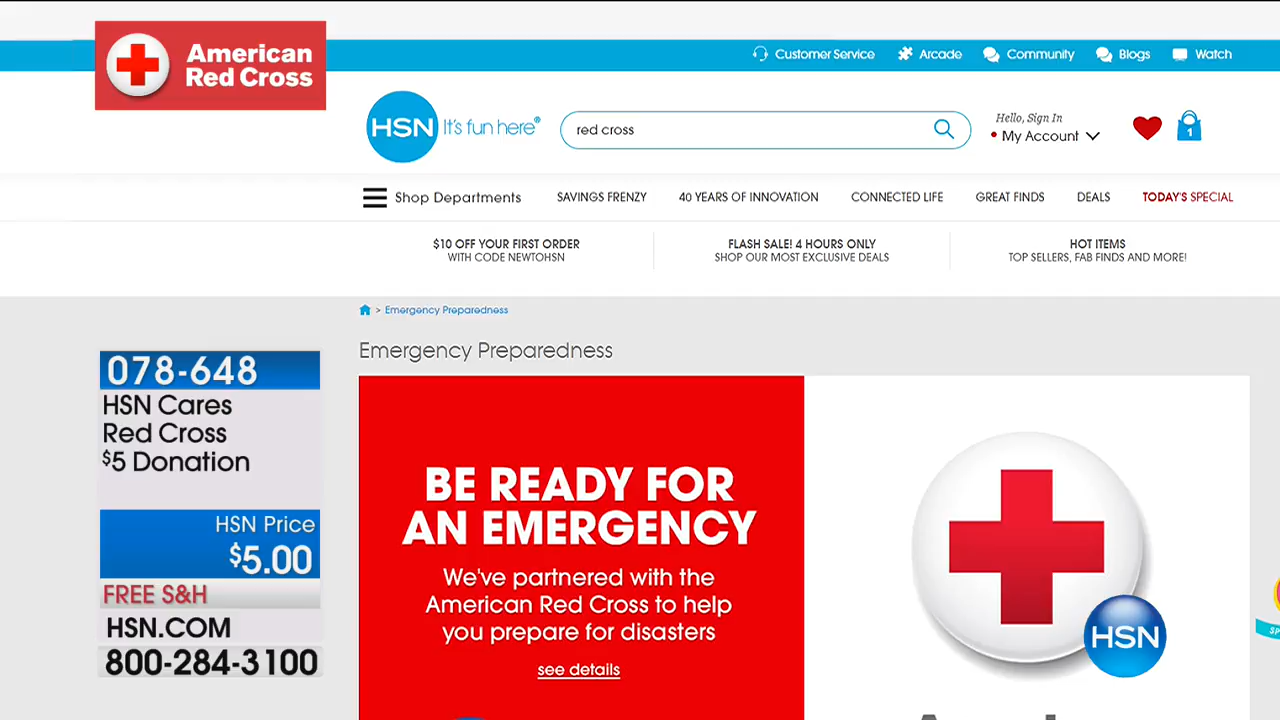 American
Red Cross
Customer Service
Arcade
Community
Blogs
Watch
HSN It's fun here®
red cross
Hello, Sign In
My Account
1
Shop Departments
SAVINGS FRENZY
40 YEARS OF INNOVATION
CONNECTED LIFE
GREAT FINDS
DEALS
TODAY'S SPECIAL
$10 OFF YOUR FIRST ORDER
WITH CODE NEWTOHSN
FLASH SALE! 4 HOURS ONLY
SHOP OUR MOST EXCLUSIVE DEALS
HOT ITEMS
TOP SELLERS, FAB FINDS AND MORE!
> Emergency Preparedness
Emergency Preparedness
078-648
HSN Cares
Red Cross
$5 Donation
HSN Price
$5.00
FREE S&H
HSN.COM
800-284-3100
BE READY FOR
AN EMERGENCY
We've partnered with the
American Red Cross to help
you prepare for disasters
see details
HSN